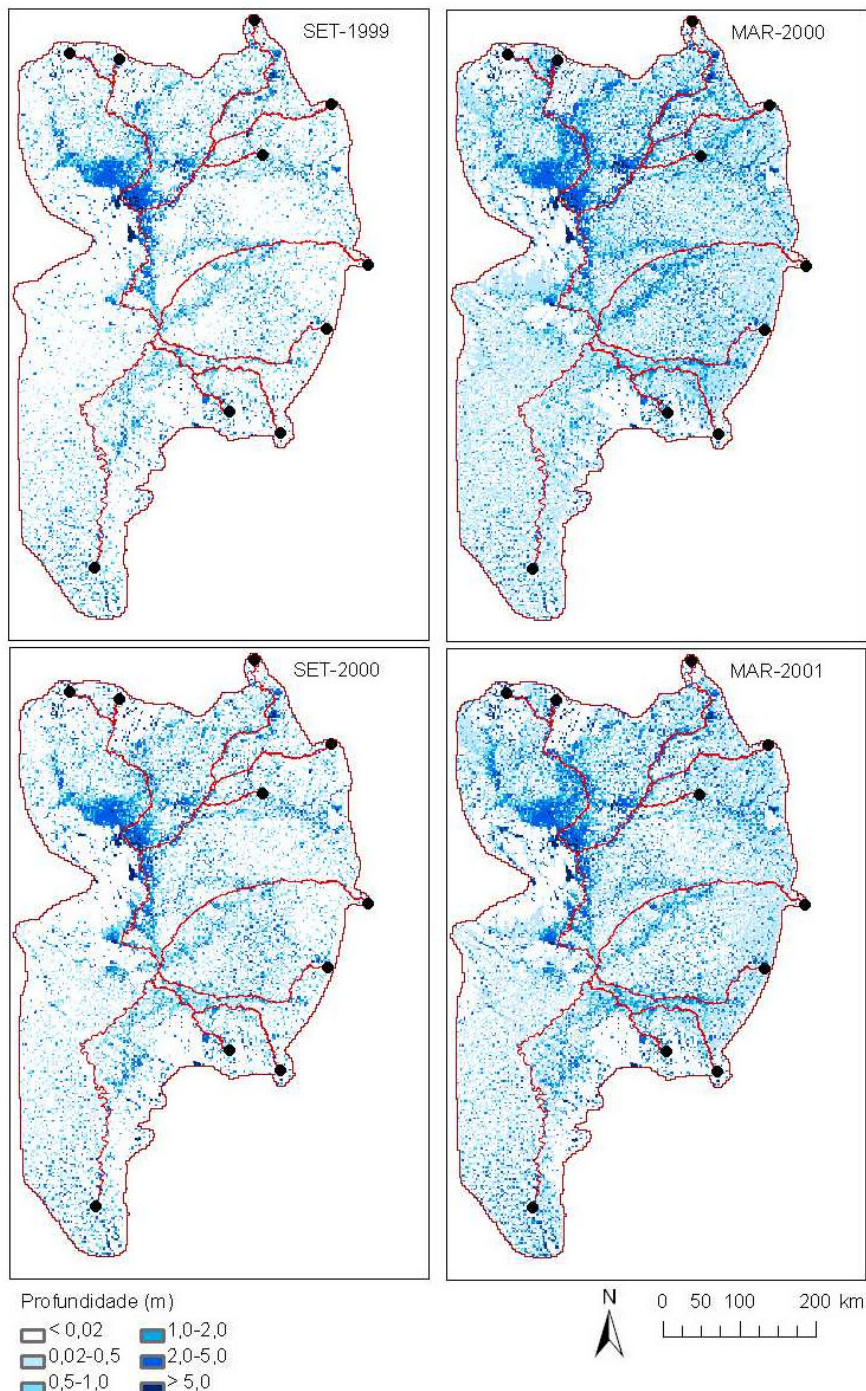 SET-1999
MAR-2000
SET-2000
MAR-2001
Profundidade (m)
< 0,02
0,02-0,5
0,5-1,0
1,0-2,0
2,0-5,0
> 5,0
N
0 50 100 200 km